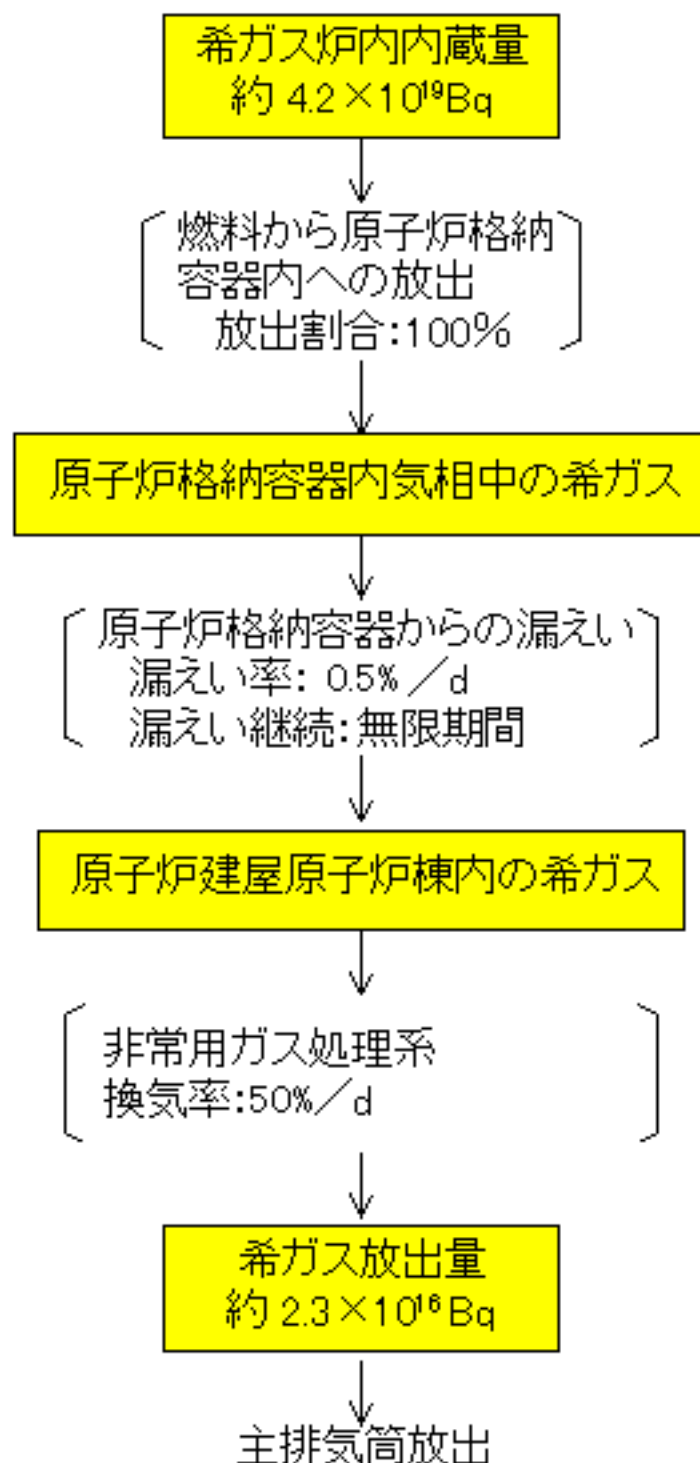 希ガス炉内内蔵量
約 4.2×10¹⁹Bq
燃料から原子炉格納
容器内への放出
放出割合:100%
原子炉格納容器内気相中の希ガス
原子炉格納容器からの漏えい
漏えい率: 0.5%/d
漏えい継続:無限期間
原子炉建屋原子炉棟内の希ガス
非常用ガス処理系
換気率:50%/d
希ガス放出量
約 2.3×10¹⁶Bq
主排気筒放出